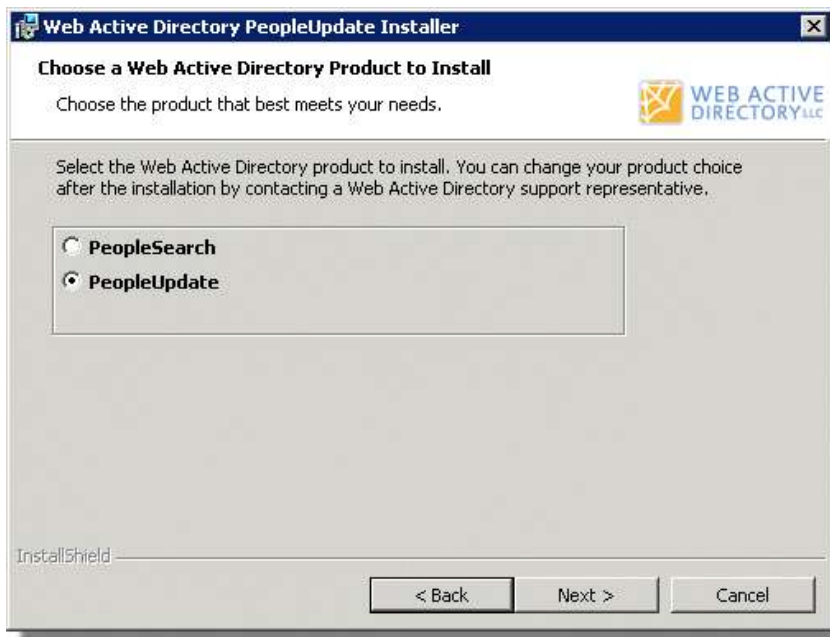 Web Active Directory PeopleUpdate Installer
Choose a Web Active Directory Product to Install
Choose the product that best meets your needs.
WEB ACTIVE
DIRECTORY LLC
Select the Web Active Directory product to install. You can change your product choice
after the installation by contacting a Web Active Directory support representative.
PeopleSearch
PeopleUpdate
InstallShield
< Back
Next >
Cancel